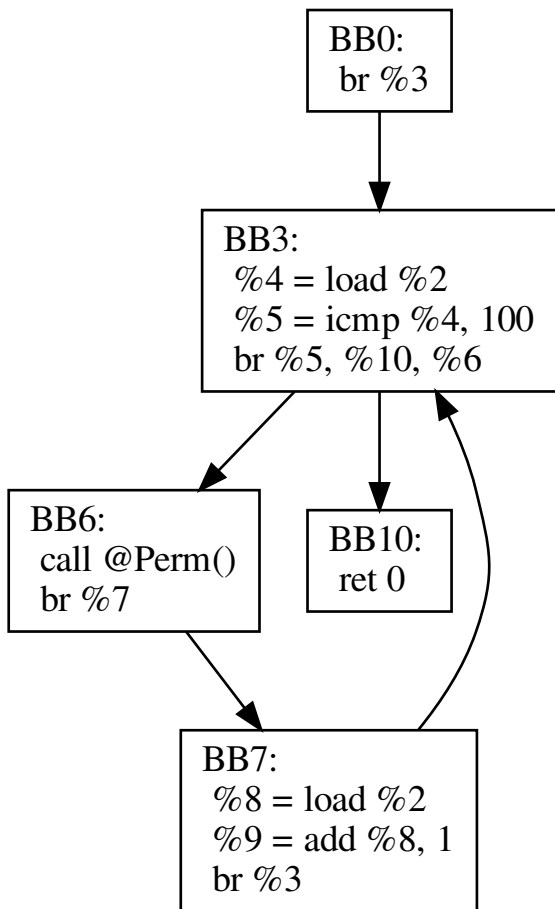 BB0:
br %3
BB3:
%4 = load %2
%5 = icmp %4, 100
br %5, %10, %6
BB6:
call @Perm()
br %7
BB10:
ret 0
BB7:
%8 = load %2
%9 = add %8, 1
br %3